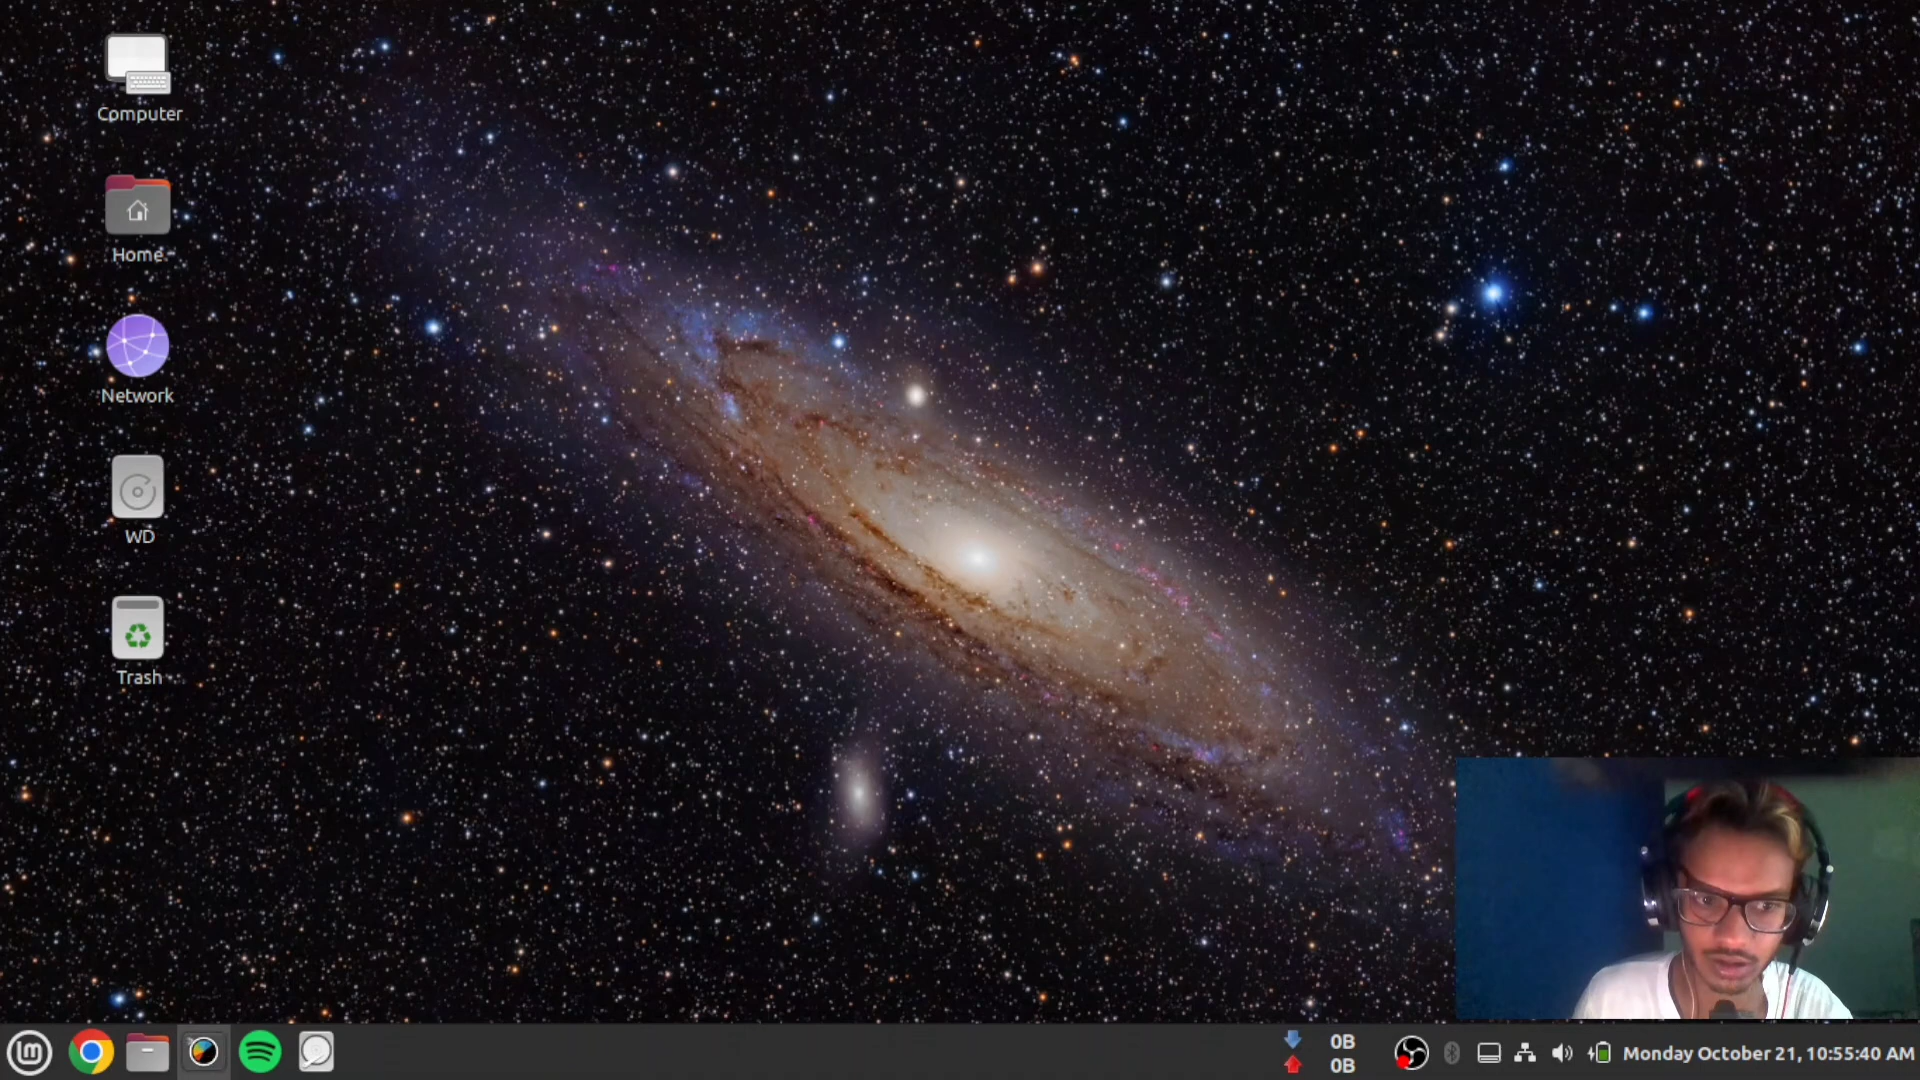 Computer
Home
Network
WD
Trash
0B
0B
Monday October 21, 10:55:40 AM